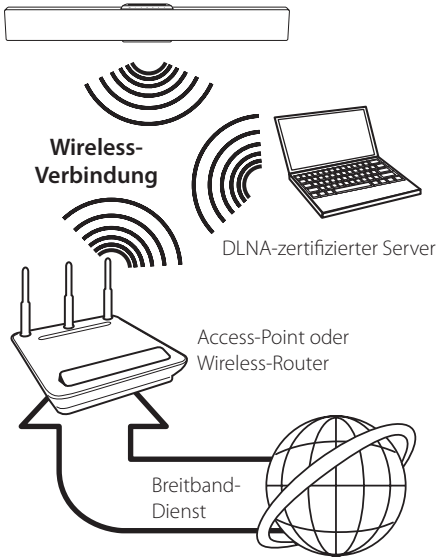 Wireless-
Verbindung
DLNA-zertifizierter Server
Access-Point oder
Wireless-Router
Breitband-
Dienst